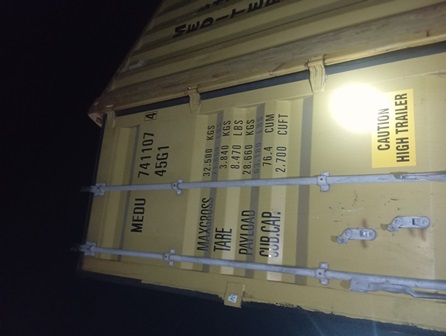 MEDU 741107 4
45G1
MAXGROSS 32.500 KGS
TARE 3.840 KGS
8.470 LBS
PAYLOAD 28.660 KGS
CUB.CAP. 76.4 CUM
2.700 CUFT
CAUTION
HIGH TRAILER